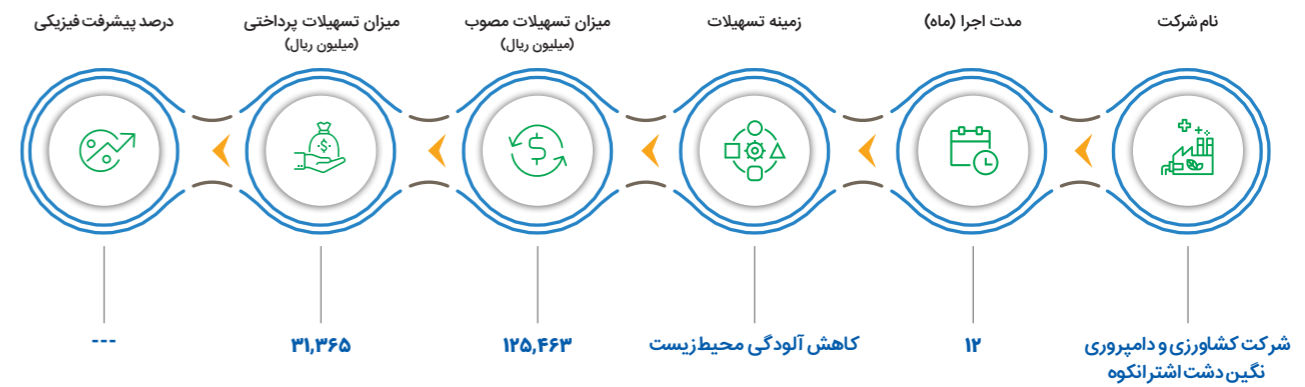 نام شرکت
مدت اجرا (ماه)
زمینه تسهیلات
میزان تسهیلات مصوب
(میلیون ریال)
میزان تسهیلات پرداختی
(میلیون ریال)
درصد پیشرفت فیزیکی
شرکت کشاورزی و دامپروری
نگین دشت اشترانکوه
۱۲
کاهش آلودگی محیط‌زیست
۱۲۵,۴۶۳
۳۱,۳۶۵
---